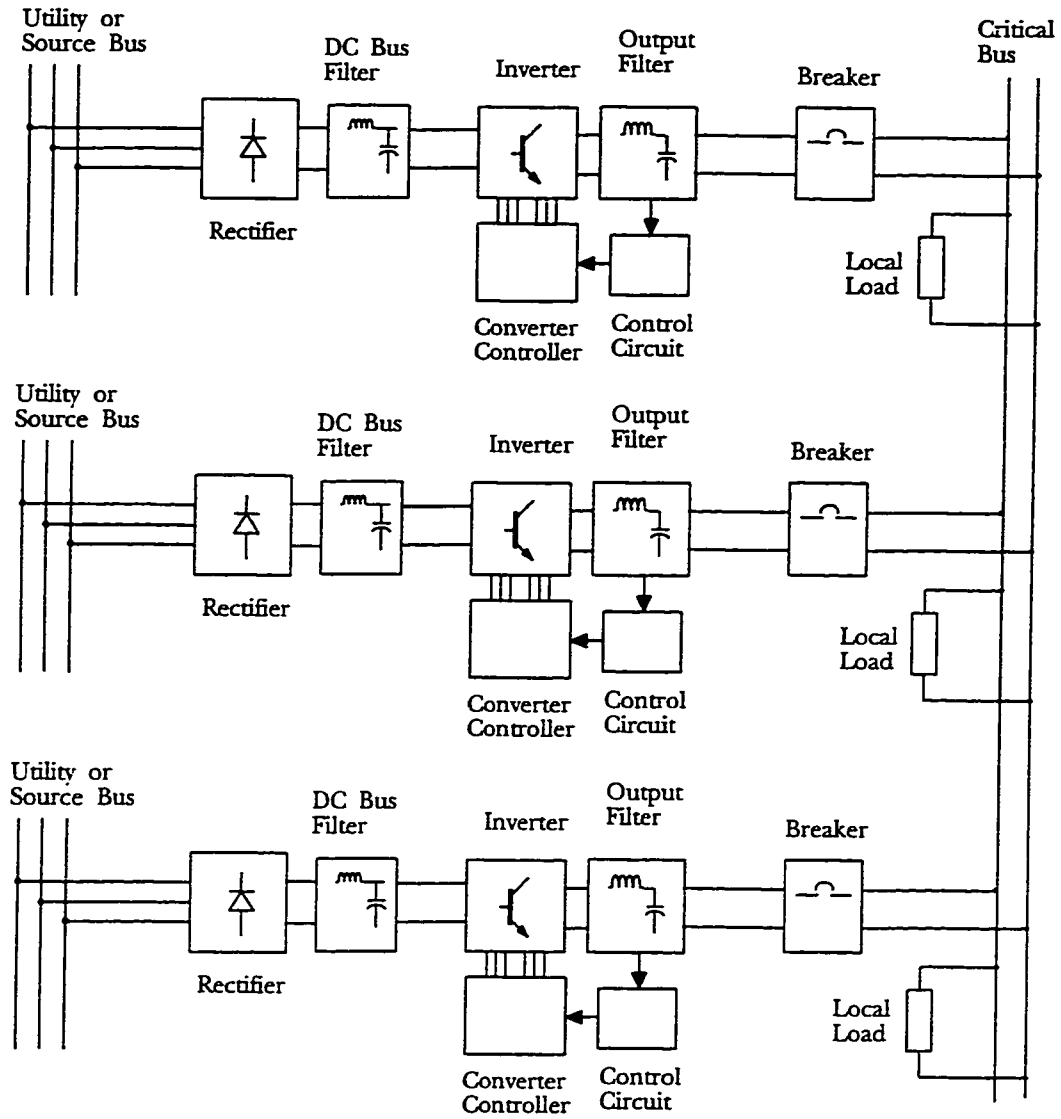 Utility or
Source Bus
DC Bus
Filter
Inverter
Output
Filter
Breaker
Critical
Bus
Rectifier
Converter
Controller
Control
Circuit
Local
Load
Utility or
Source Bus
DC Bus
Filter
Inverter
Output
Filter
Breaker
Rectifier
Converter
Controller
Control
Circuit
Local
Load
Utility or
Source Bus
DC Bus
Filter
Inverter
Output
Filter
Breaker
Rectifier
Converter
Controller
Control
Circuit
Local
Load